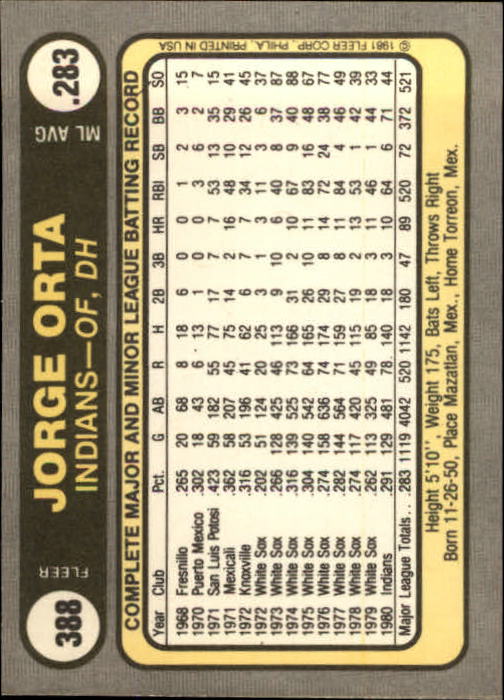 388
FLEER
JORGE ORTA
INDIANS—OF, DH
ML AVG
.283
COMPLETE MAJOR AND MINOR LEAGUE BATTING RECORD
Year Club Pct. G AB R H 2B 3B HR RBI SB BB SO
1968 Fresnillo .265 20 68 8 18 6 0 0 1 2 3 15
1970 Puerto Mexico .302 18 43 6 13 1 0 0 3 6 2 7
1971 San Luis Potosi .423 59 182 55 77 17 7 7 53 13 35 15
1971 Mexicali .362 58 207 45 75 14 2 16 48 10 29 41
1972 Knoxville .316 53 196 41 62 6 7 7 34 12 26 45
1972 White Sox .202 51 124 20 25 3 1 3 11 3 6 37
1973 White Sox .266 128 425 46 113 9 10 6 40 8 37 87
1974 White Sox .316 139 525 73 166 31 2 10 67 9 40 88
1975 White Sox .304 140 542 64 165 26 10 11 83 16 48 67
1976 White Sox .274 158 636 74 174 29 8 14 72 24 38 77
1977 White Sox .282 144 564 71 159 27 8 11 84 4 46 49
1978 White Sox .274 117 420 45 115 19 2 13 53 1 42 39
1979 White Sox .262 113 325 49 85 18 3 11 46 1 44 33
1980 Indians .291 129 481 78 140 18 3 10 64 6 71 44
Major League Totals . . .283 1119 4042 520 1142 180 47 89 520 72 372 521
Height 5'10", Weight 175, Bats Left, Throws Right
Born 11-26-50, Place Mazatlan, Mex., Home Torreon, Mex.
© 1981 FLEER CORP., PHILA., PRINTED IN USA